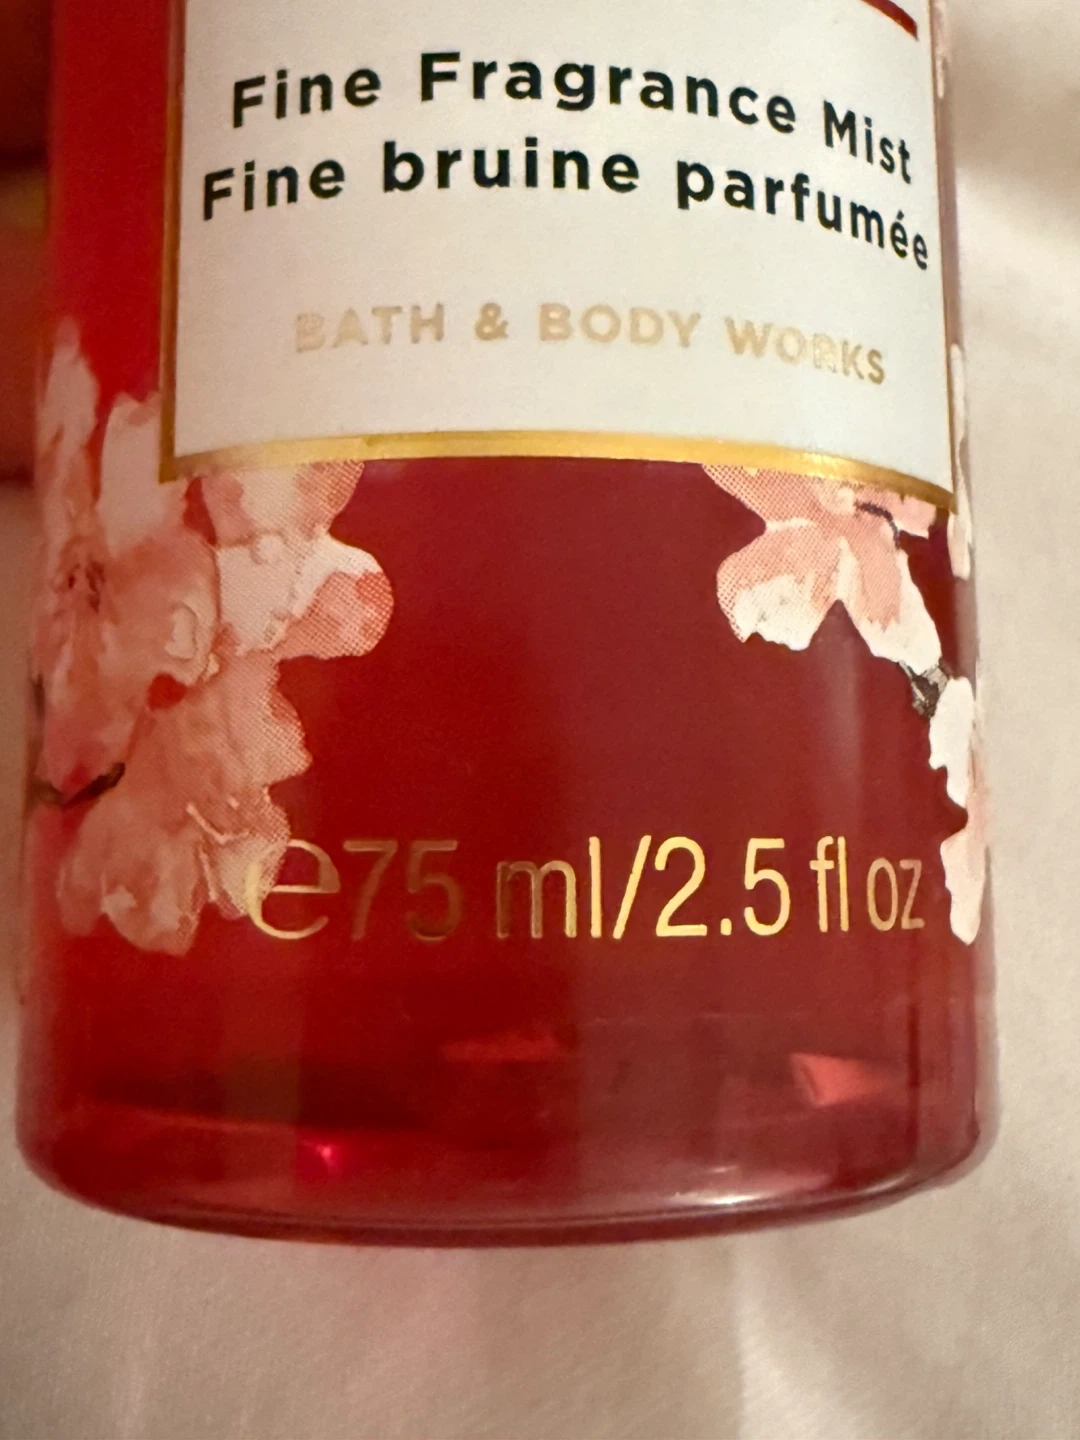 Fine Fragrance Mist
Fine bruine parfumée
BATH & BODY WORKS
℮75 ml/2.5 fl oz